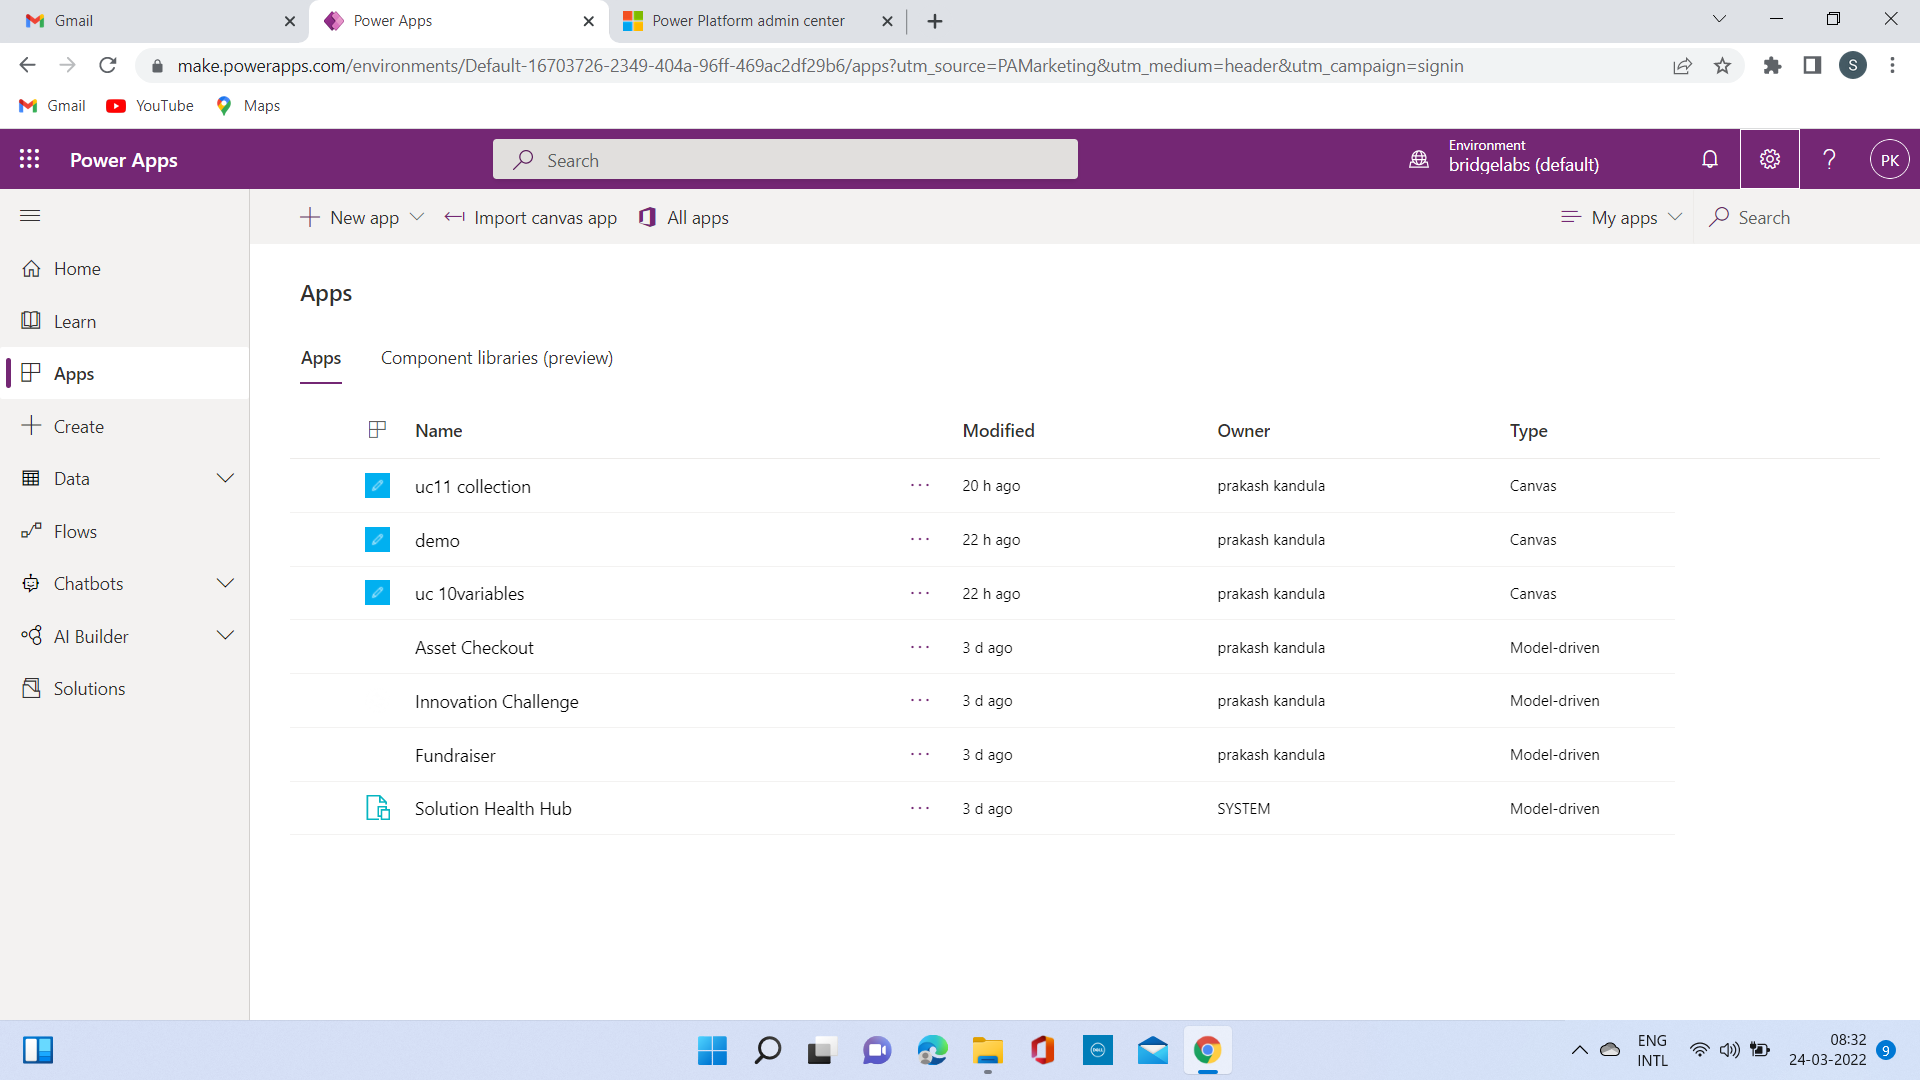 Gmail
Power Apps
Power Platform admin center
make.powerapps.com/environments/Default-16703726-2349-404a-96ff-469ac2df29b6/apps?utm_source=PAMarketing&utm_medium=header&utm_campaign=signin
S
Gmail
YouTube
Maps
Power Apps
Search
Environment
bridgelabs (default)
?
PK
New app
Import canvas app
All apps
My apps
Search
Home
Learn
Apps
Create
Data
Flows
Chatbots
AI Builder
Solutions
Apps
Apps Component libraries (preview)
Name Modified Owner Type
uc11 collection ... 20 h ago prakash kandula Canvas
demo ... 22 h ago prakash kandula Canvas
uc 10variables ... 22 h ago prakash kandula Canvas
Asset Checkout ... 3 d ago prakash kandula Model-driven
Innovation Challenge ... 3 d ago prakash kandula Model-driven
Fundraiser ... 3 d ago prakash kandula Model-driven
Solution Health Hub ... 3 d ago SYSTEM Model-driven
DELL
ENG
INTL
08:32
24-03-2022
9